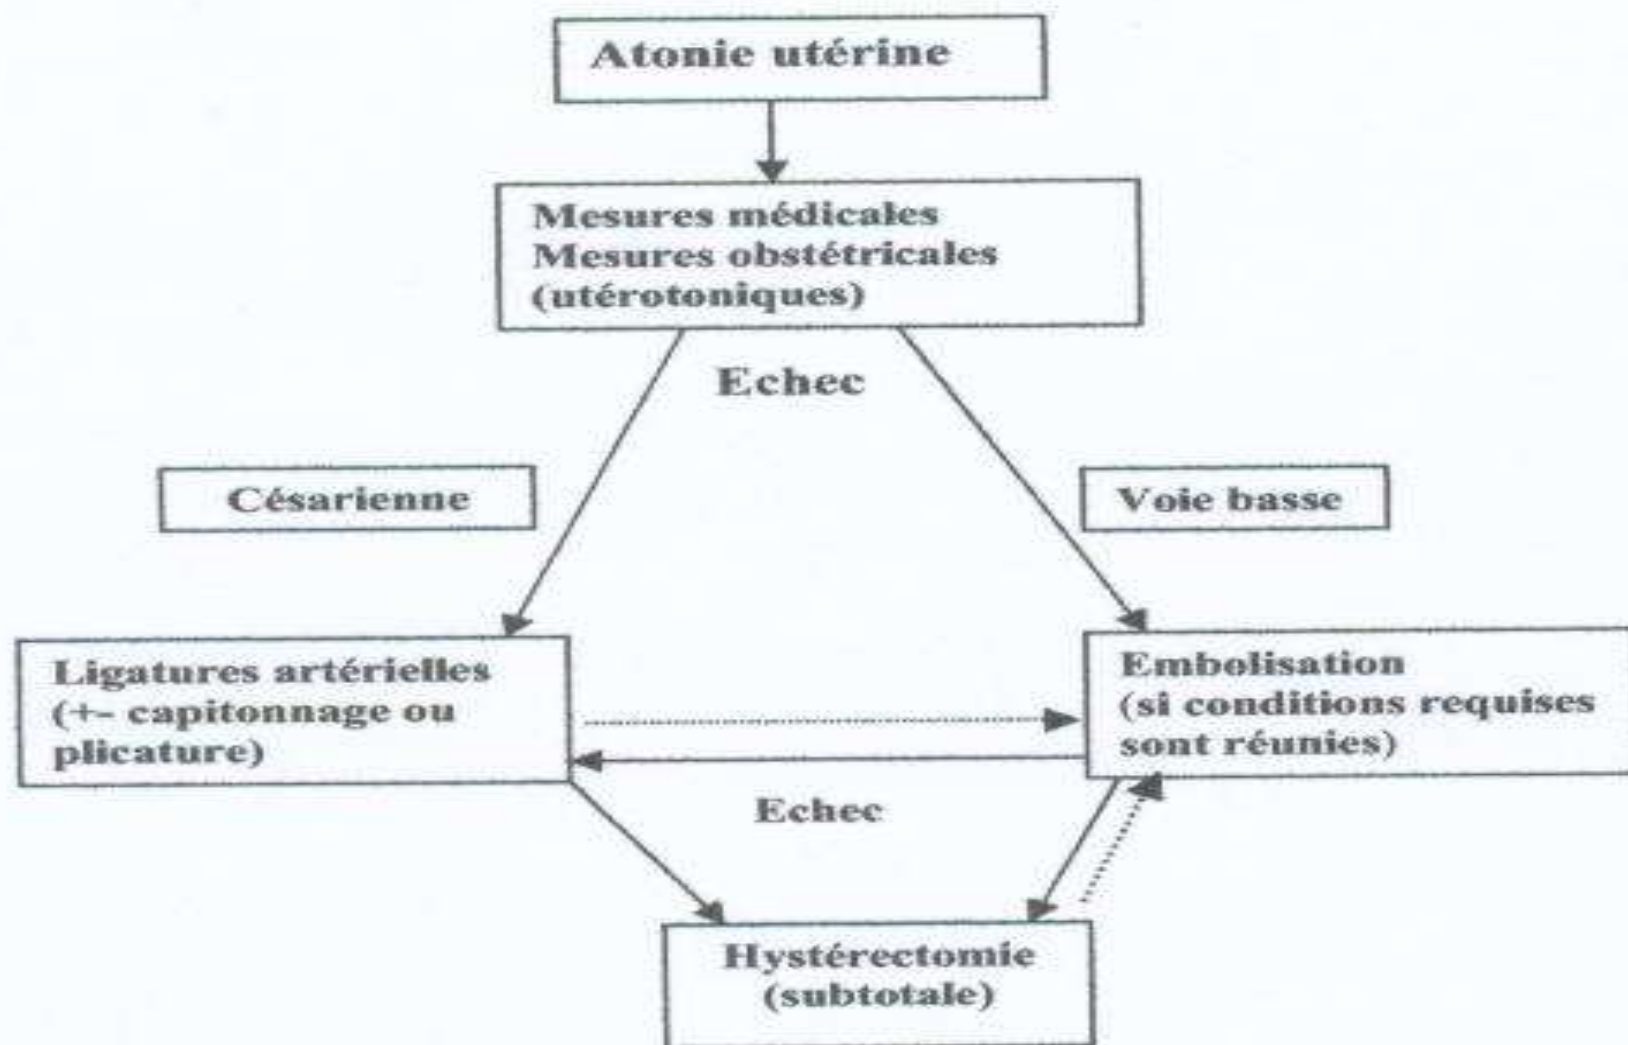 Atonie utérine
Mesures médicales
Mesures obstétricales
(utérotoniques)
Echec
Césarienne
Voie basse
Ligatures artérielles
(+- capitonnage ou
plicature)
Embolisation
(si conditions requises
sont réunies)
Echec
Hystérectomie
(subtotale)